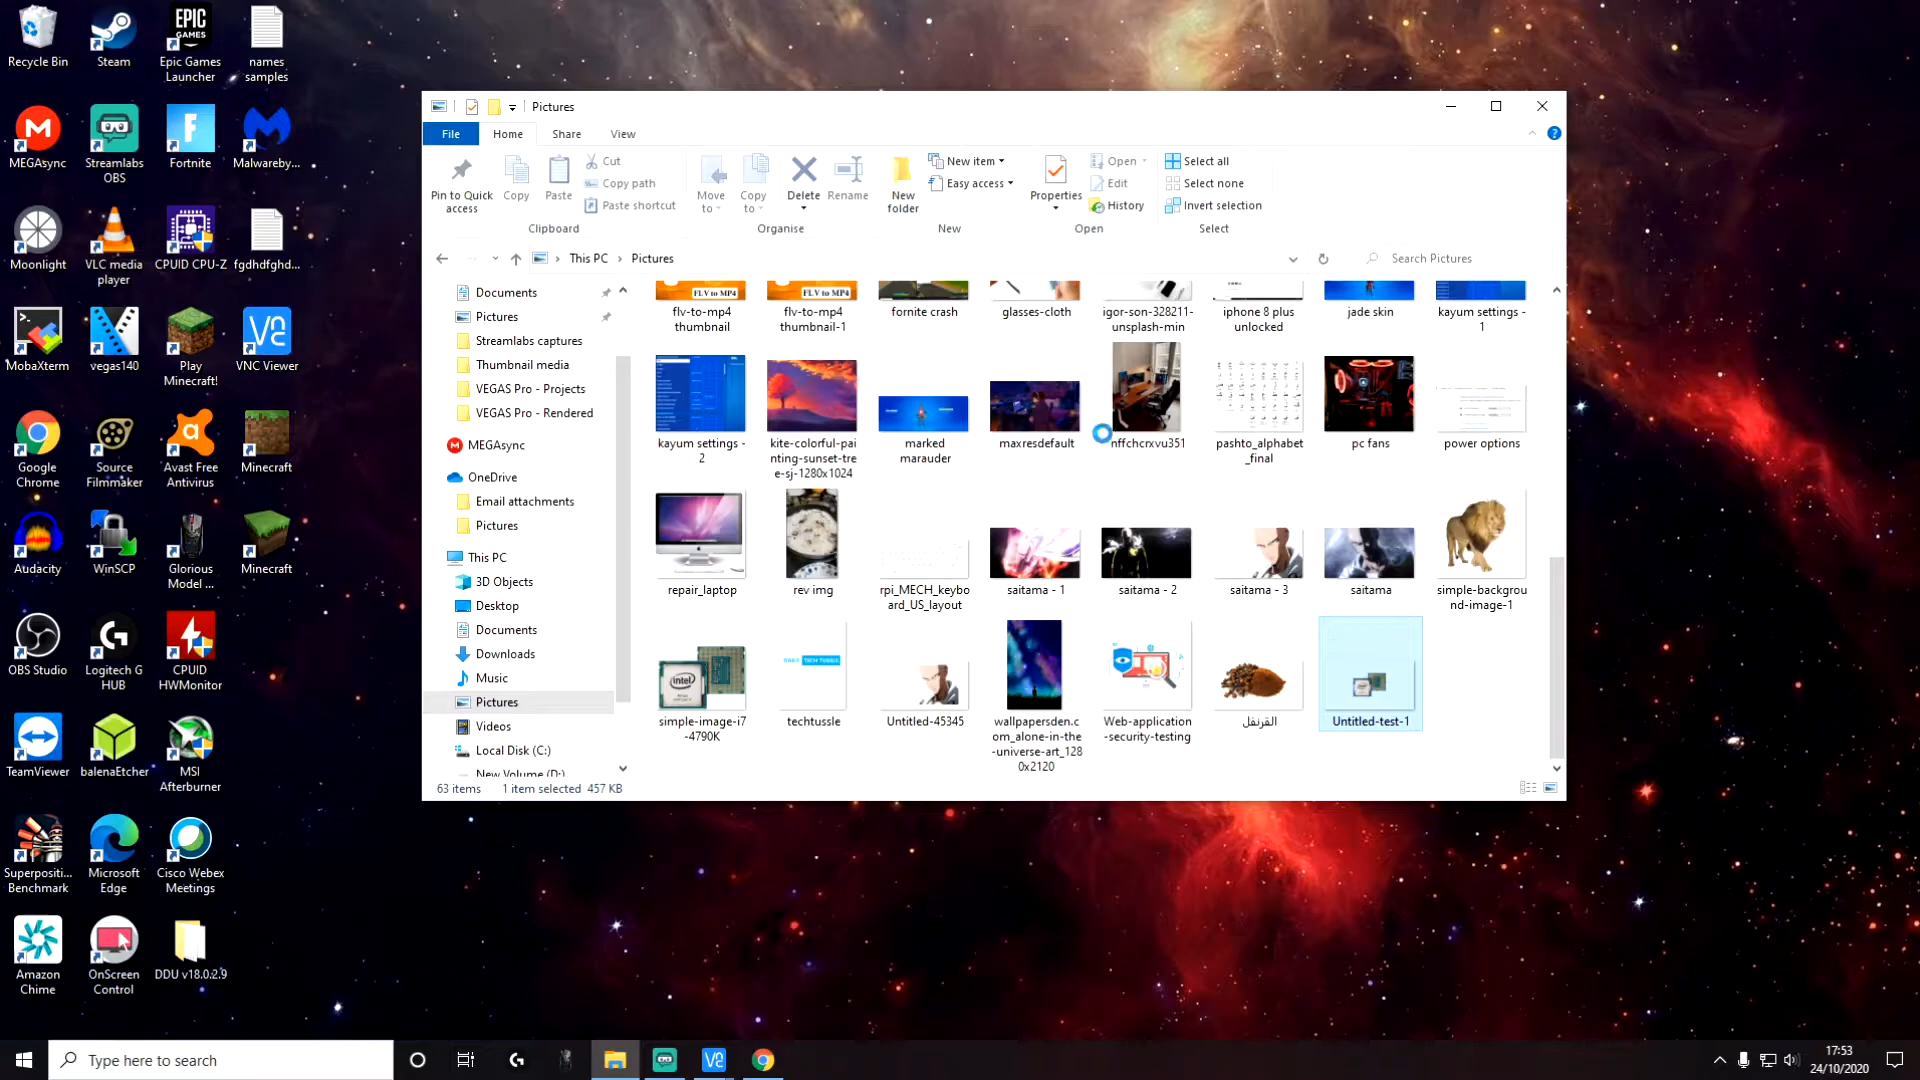 Recycle Bin
Steam
Epic Games
Launcher
names
samples
MEGAsync
Streamlabs
OBS
Fortnite
Malwareby...
Moonlight
VLC media
player
CPUID CPU-Z
fgdhdfghd...
MobaXterm
vegas140
Play
Minecraft!
VNC Viewer
Google
Chrome
Source
Filmmaker
Avast Free
Antivirus
Minecraft
Audacity
WinSCP
Glorious
Model ...
Minecraft
OBS Studio
Logitech G
HUB
CPUID
HWMonitor
TeamViewer
balenaEtcher
MSI
Afterburner
Superpositi...
Benchmark
Microsoft
Edge
Cisco Webex
Meetings
Amazon
Chime
OnScreen
Control
DDU v18.0.2.9
Pictures
File
Home
Share
View
Pin to Quick
access
Copy
Paste
Cut
Copy path
Paste shortcut
Clipboard
Move
to
Copy
to
Delete
Rename
Organise
New
folder
New item
Easy access
New
Properties
Open
Edit
History
Open
Select all
Select none
Invert selection
Select
This PC
Pictures
Search Pictures
Documents
Pictures
Streamlabs captures
Thumbnail media
VEGAS Pro - Projects
VEGAS Pro - Rendered
MEGAsync
OneDrive
Email attachments
Pictures
This PC
3D Objects
Desktop
Documents
Downloads
Music
Pictures
Videos
Local Disk (C:)
New Volume (D:)
FLV to MP4
FLV to MP4
flv-to-mp4
thumbnail
flv-to-mp4
thumbnail-1
fornite crash
glasses-cloth
igor-son-328211-
unsplash-min
iphone 8 plus
unlocked
jade skin
kayum settings -
1
kayum settings -
2
kite-colorful-pai
nting-sunset-tre
e-sj-1280x1024
marked
marauder
maxresdefault
nffchcrxvu351
pashto_alphabet
_final
pc fans
power options
repair_laptop
rev img
rpi_MECH_keybo
ard_US_layout
saitama - 1
saitama - 2
saitama - 3
saitama
simple-backgrou
nd-image-1
intel
TECH TUSSLE
simple-image-i7
-4790K
techtussle
Untitled-45345
wallpapersden.c
om_alone-in-the
-universe-art_128
0x2120
Web-application
-security-testing
القرنفل
Untitled-test-1
63 items
1 item selected 457 KB
Type here to search
17:53
24/10/2020